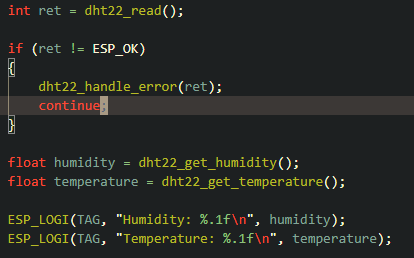 int ret = dht22_read();
if (ret != ESP_OK)
{
dht22_handle_error(ret);
continue;
}
float humidity = dht22_get_humidity();
float temperature = dht22_get_temperature();
ESP_LOGI(TAG, "Humidity: %.1f\n", humidity);
ESP_LOGI(TAG, "Temperature: %.1f\n", temperature);